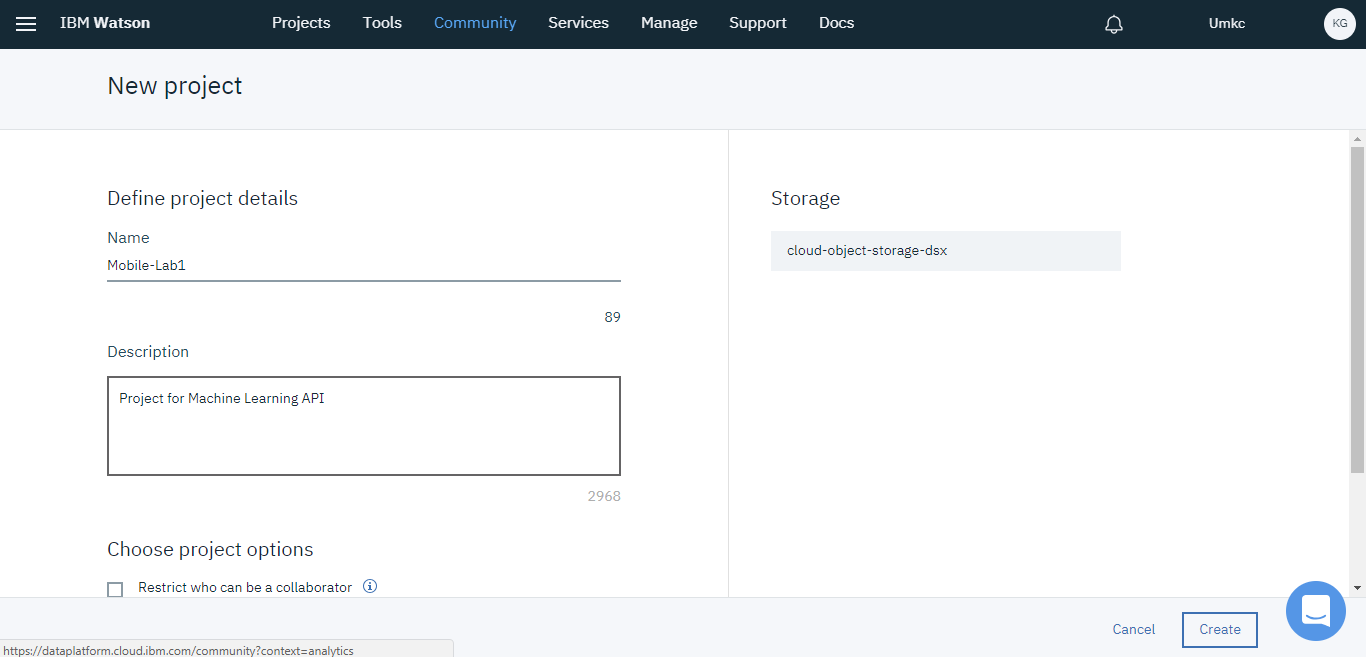 IBM Watson Projects Tools Community Services Manage Support Docs Umkc KG
New project
Define project details
Name
Mobile-Lab1
89
Description
Project for Machine Learning API
2968
Choose project options
Restrict who can be a collaborator
Storage
cloud-object-storage-dsx
Cancel Create
https://dataplatform.cloud.ibm.com/community?context=analytics